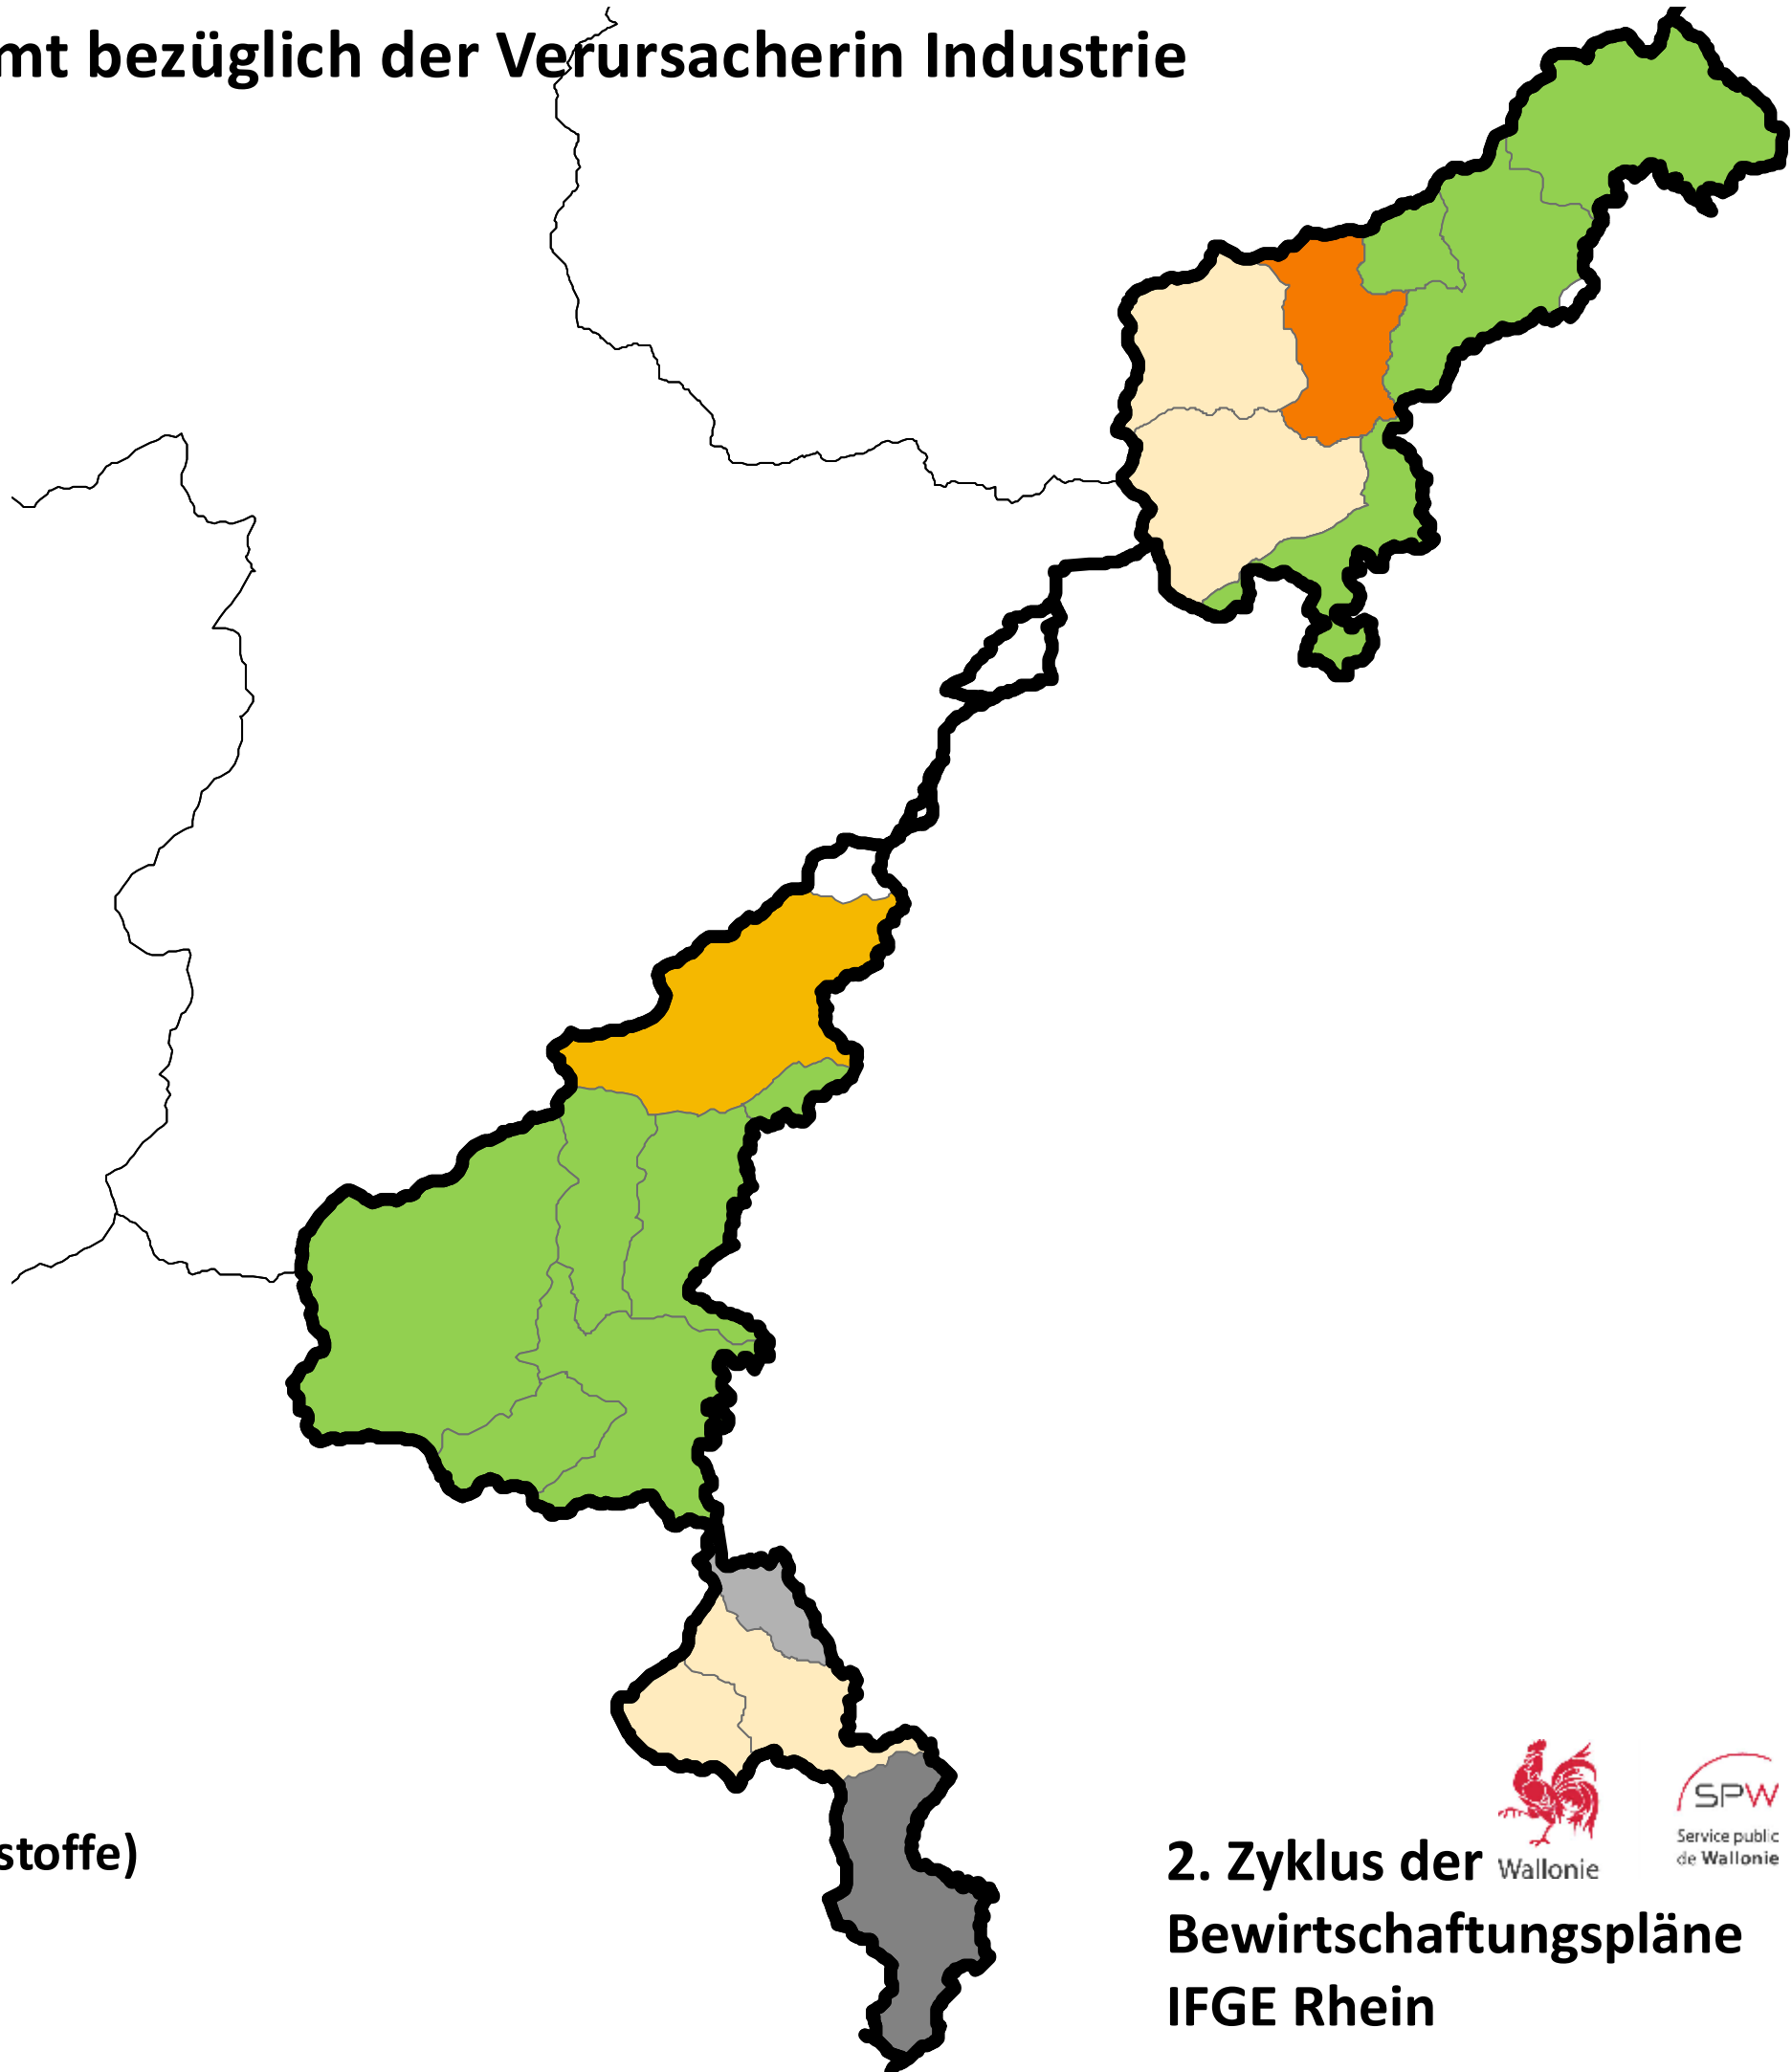 mt bezüglich der Verursacherin Industrie
stoffe)
2. Zyklus der
Bewirtschaftungspläne
IFGE Rhein
Wallonie
SPW
Service public
de Wallonie